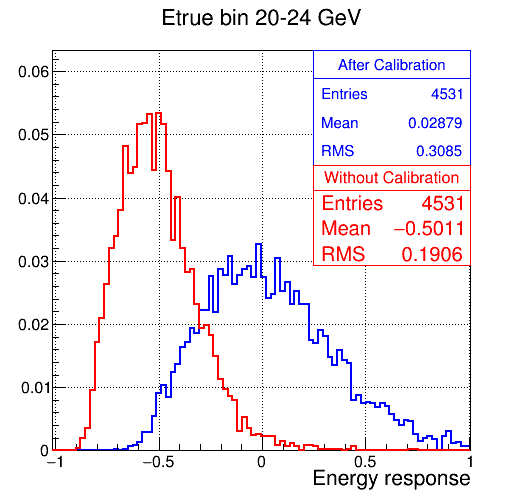 Etrue bin 20-24 GeV
After Calibration
Entries 4531
Mean 0.02879
RMS 0.3085
Without Calibration
Entries 4531
Mean −0.5011
RMS 0.1906
0.06
0.05
0.04
0.03
0.02
0.01
0
−1 −0.5 0 0.5 1
Energy response